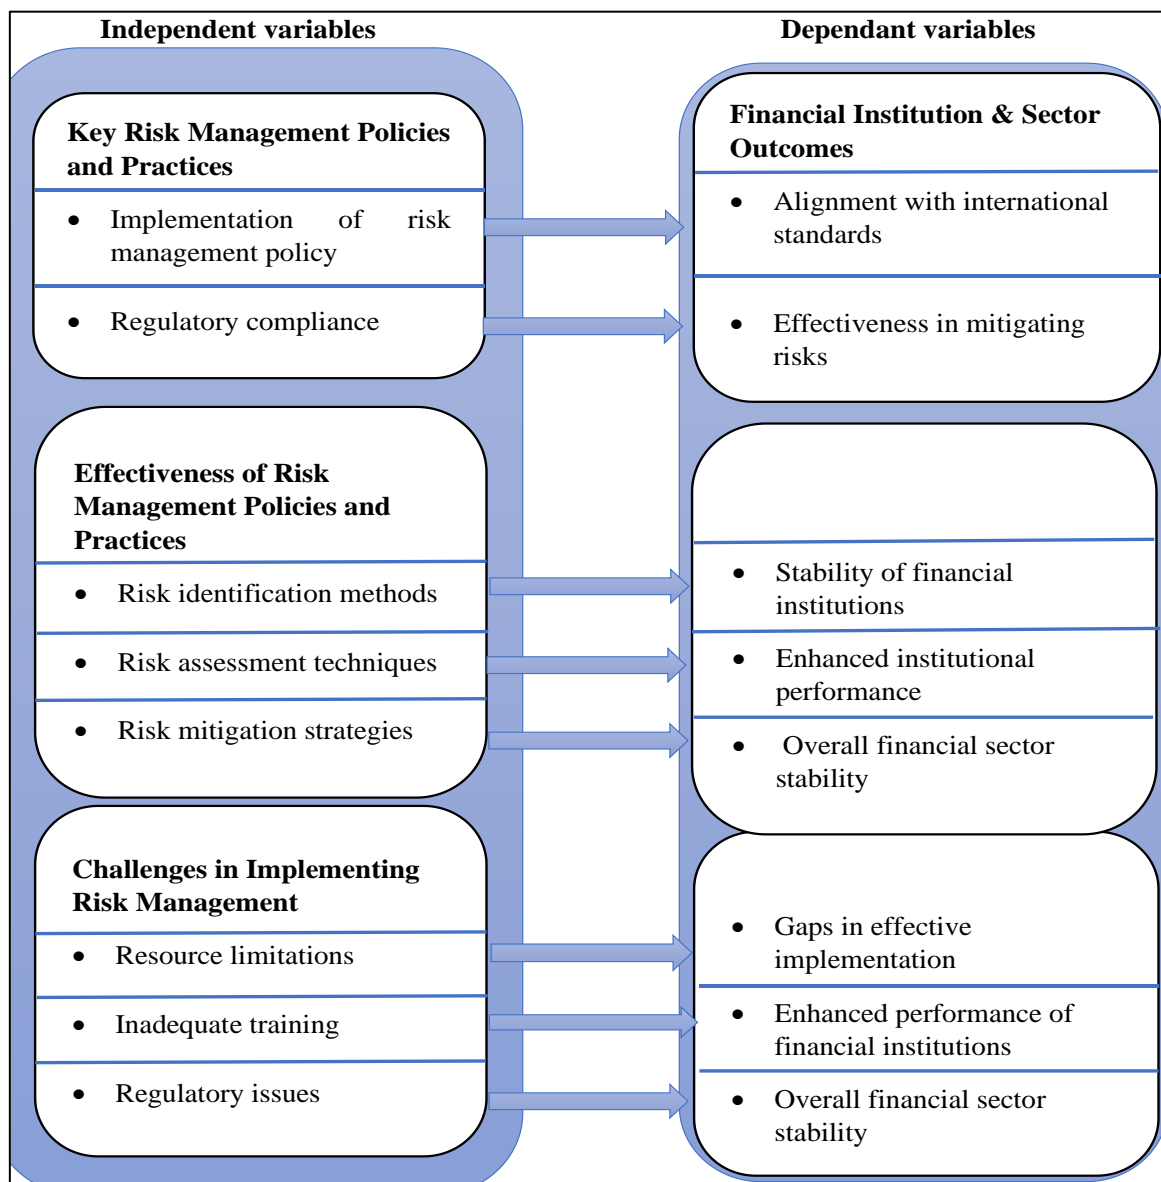 Independent variables
Dependant variables
Key Risk Management Policies
and Practices
• Implementation of risk
management policy
• Regulatory compliance
Financial Institution & Sector
Outcomes
• Alignment with international
standards
• Effectiveness in mitigating
risks
Effectiveness of Risk
Management Policies and
Practices
• Risk identification methods
• Risk assessment techniques
• Risk mitigation strategies
• Stability of financial
institutions
• Enhanced institutional
performance
• Overall financial sector
stability
Challenges in Implementing
Risk Management
• Resource limitations
• Inadequate training
• Regulatory issues
• Gaps in effective
implementation
• Enhanced performance of
financial institutions
• Overall financial sector
stability